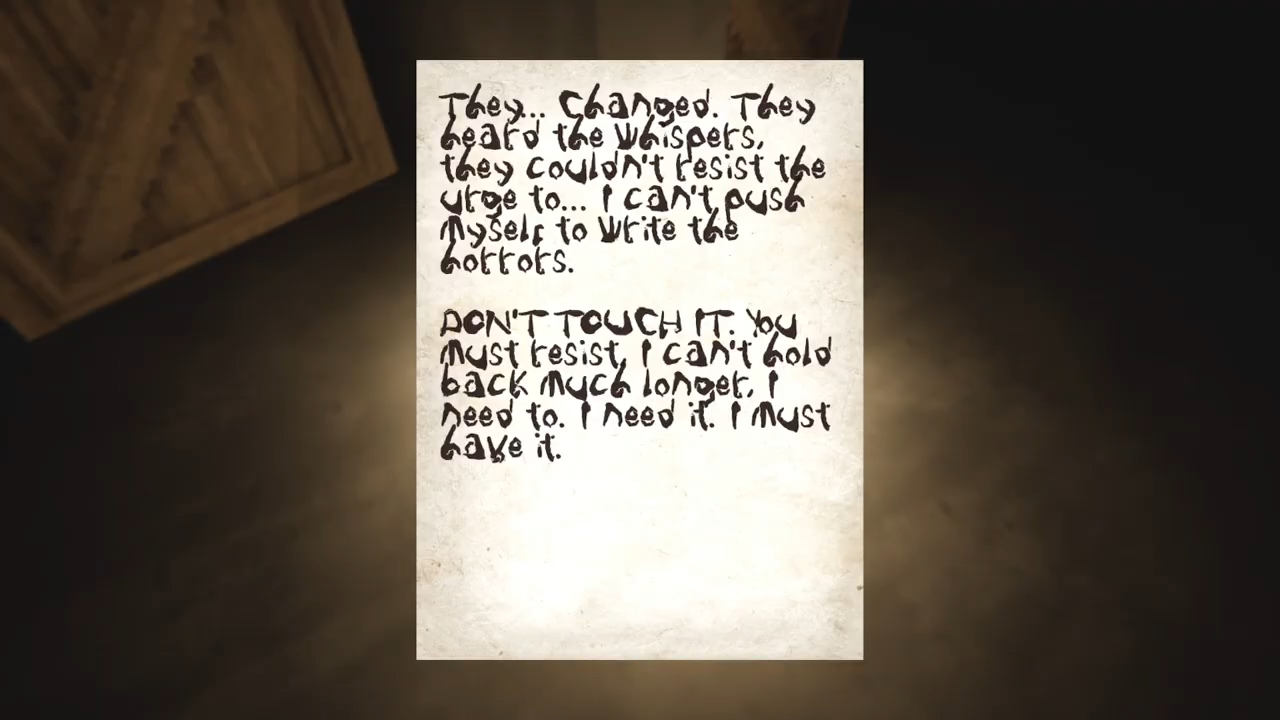 They... Changed. They
heard the whispers,
they couldn't resist the
urge to... I can't push
myself to write the
horrors.
DON'T TOUCH IT. You
must resist, I can't hold
back much longer, I
need to. I need it. I must
have it.